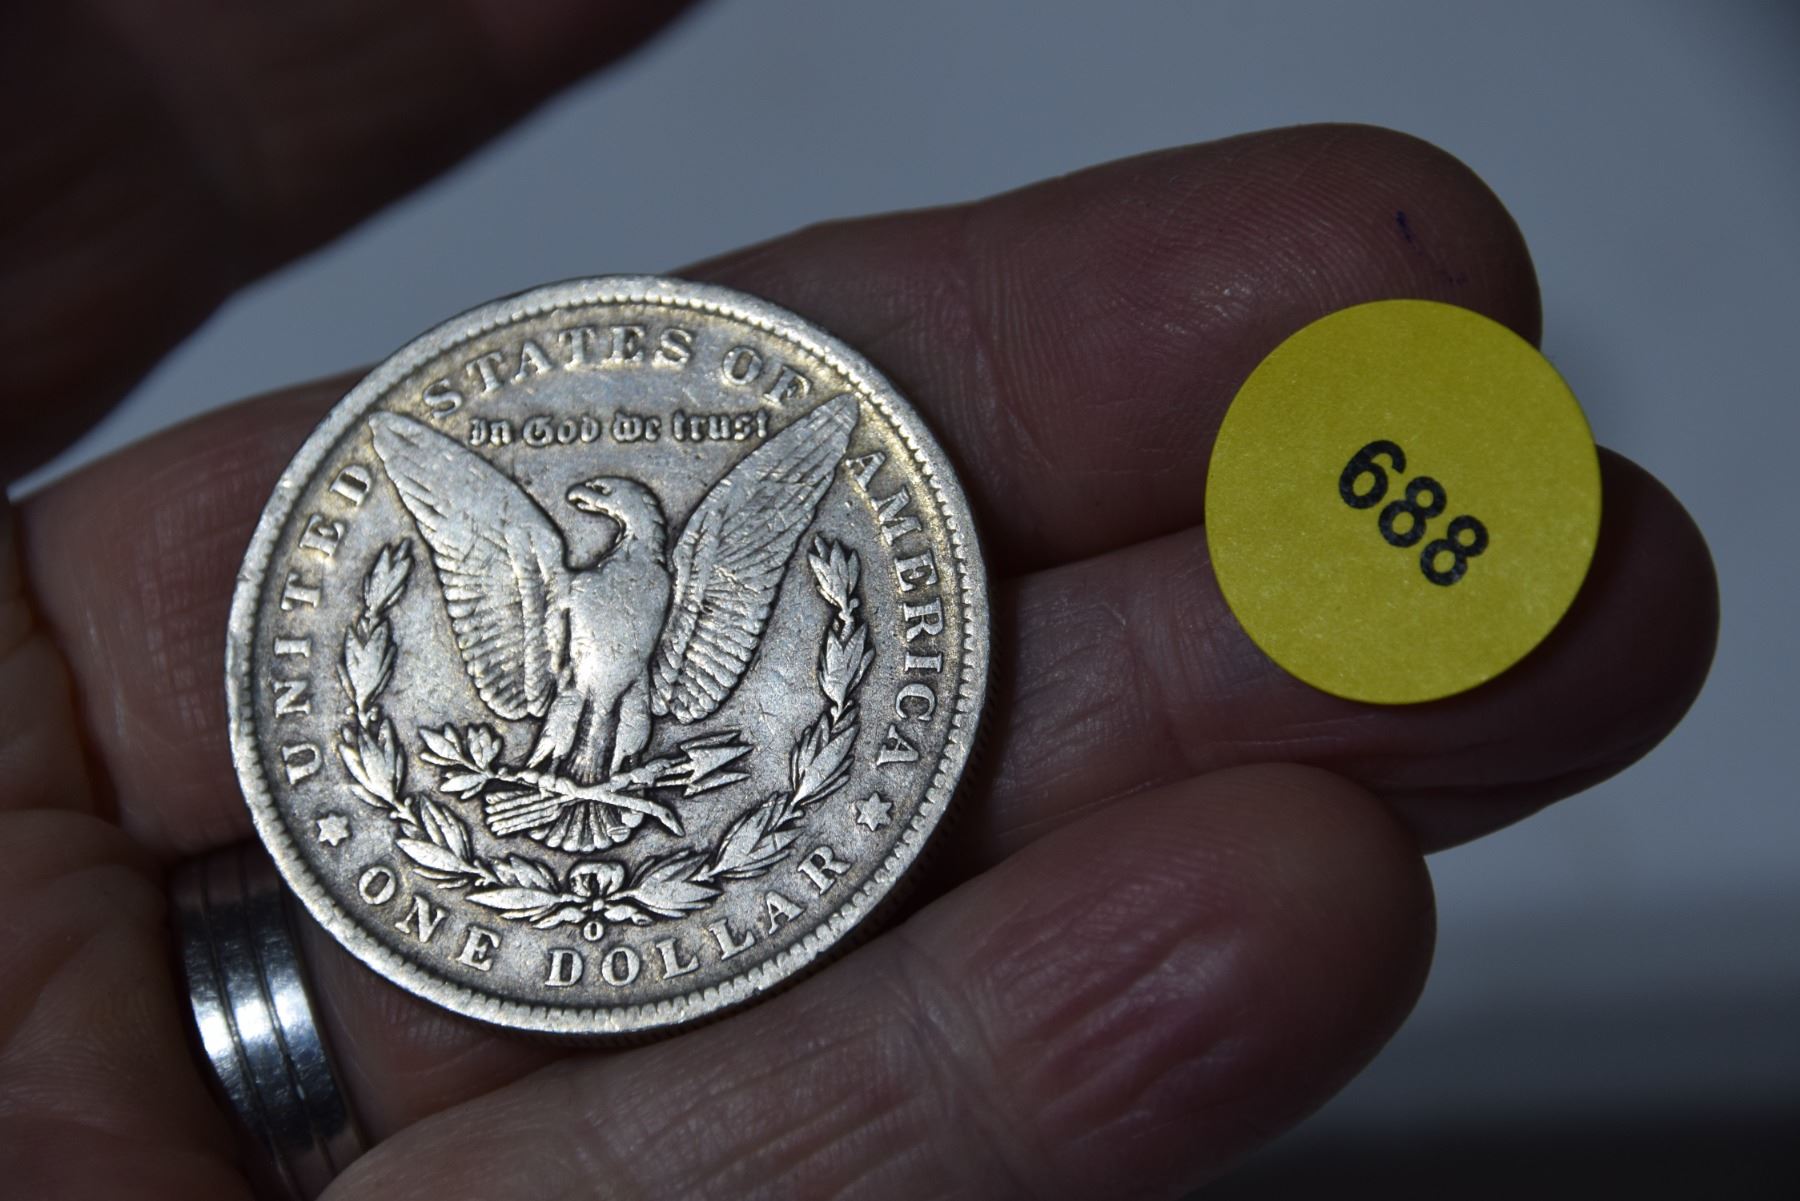 UNITED STATES OF AMERICA
In God we trust
O
ONE DOLLAR
688